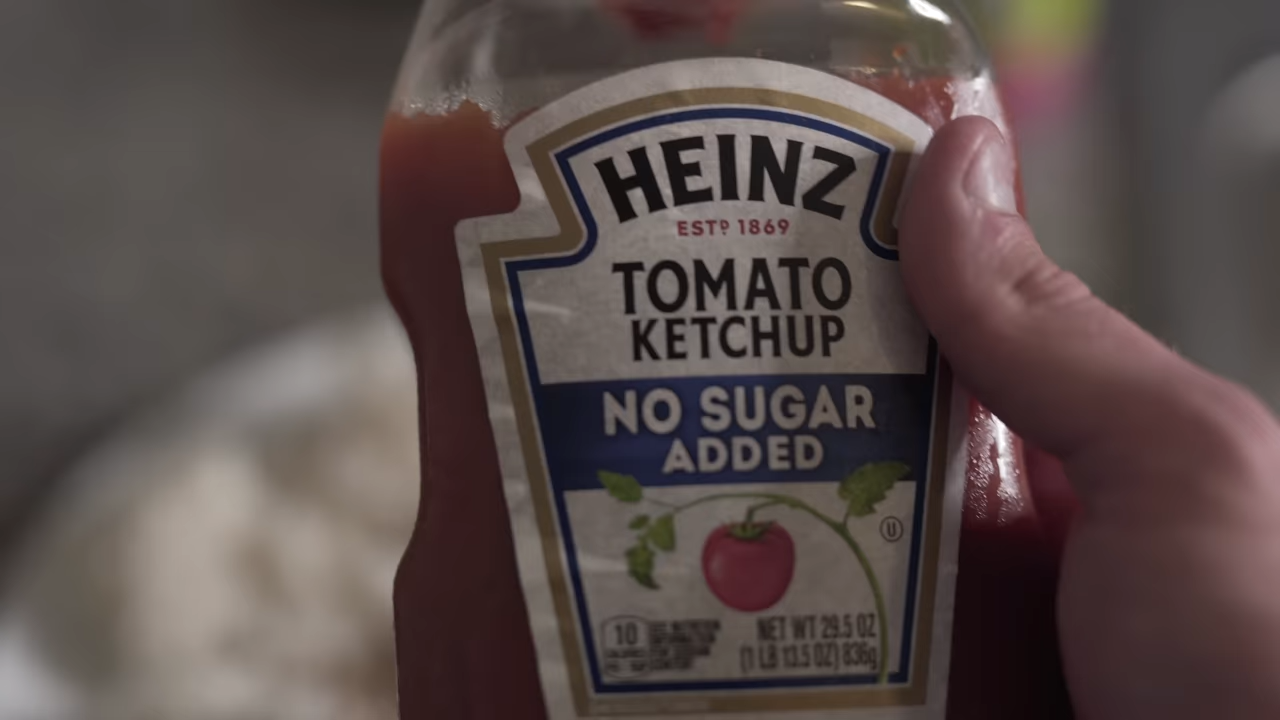 HEINZ
ESTD 1869
TOMATO
KETCHUP
NO SUGAR
ADDED
U
10
NET WT 29.5 OZ
(1 LB 13.5 OZ) 836g